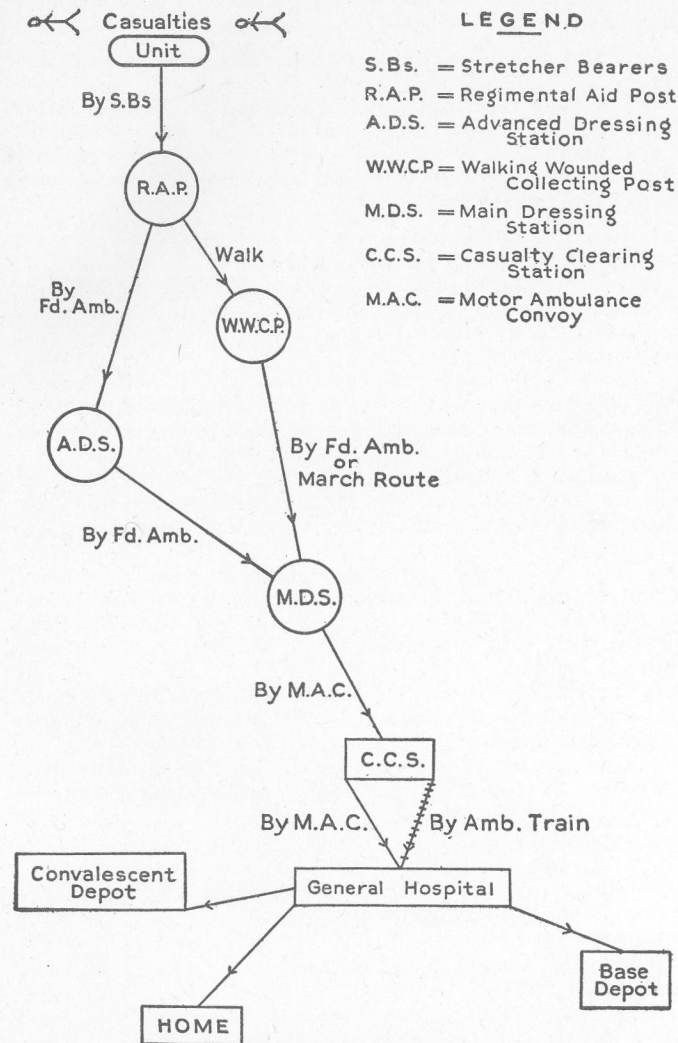 Casualties
Unit
By S.Bs
R.A.P.
Walk
By
Fd. Amb.
W.W.C.P.
A.D.S.
By Fd. Amb.
or
March Route
By Fd. Amb.
M.D.S.
By M.A.C.
C.C.S.
By M.A.C.
By Amb. Train
Convalescent
Depot
General Hospital
Base
Depot
HOME
LEGEND
S.Bs. = Stretcher Bearers
R.A.P. = Regimental Aid Post
A.D.S. = Advanced Dressing
Station
W.W.C.P = Walking Wounded
Collecting Post
M.D.S. = Main Dressing
Station
C.C.S. = Casualty Clearing
Station
M.A.C. = Motor Ambulance
Convoy